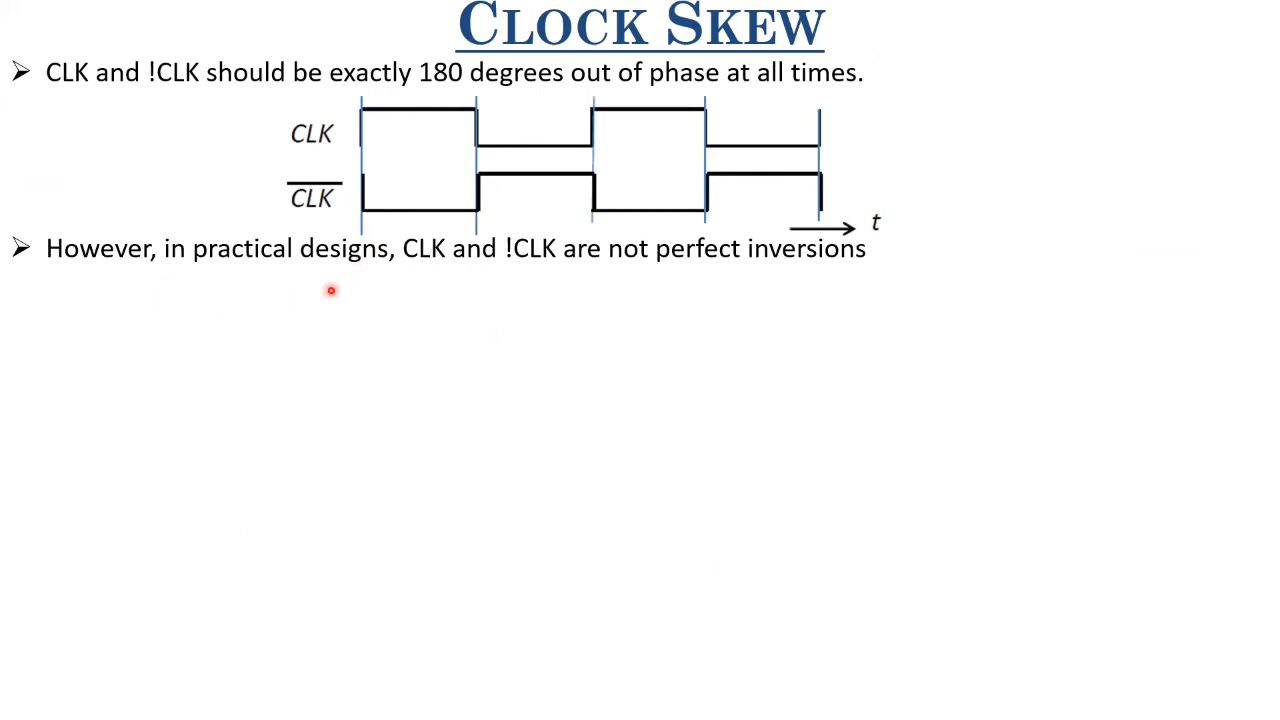 CLOCK SKEW
➢ CLK and !CLK should be exactly 180 degrees out of phase at all times.
CLK
C̅L̅K̅
t
➢ However, in practical designs, CLK and !CLK are not perfect inversions